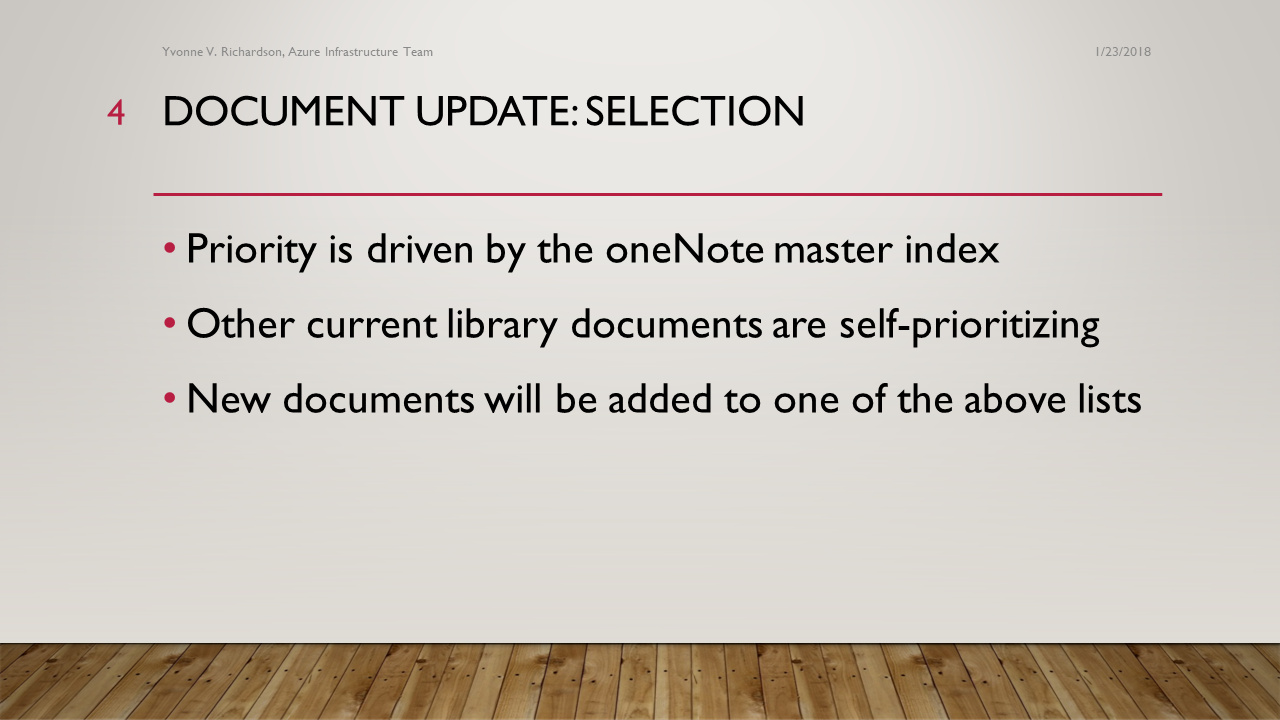 Yvonne V. Richardson, Azure Infrastructure Team
1/23/2018
4
DOCUMENT UPDATE: SELECTION
• Priority is driven by the oneNote master index
• Other current library documents are self-prioritizing
• New documents will be added to one of the above lists